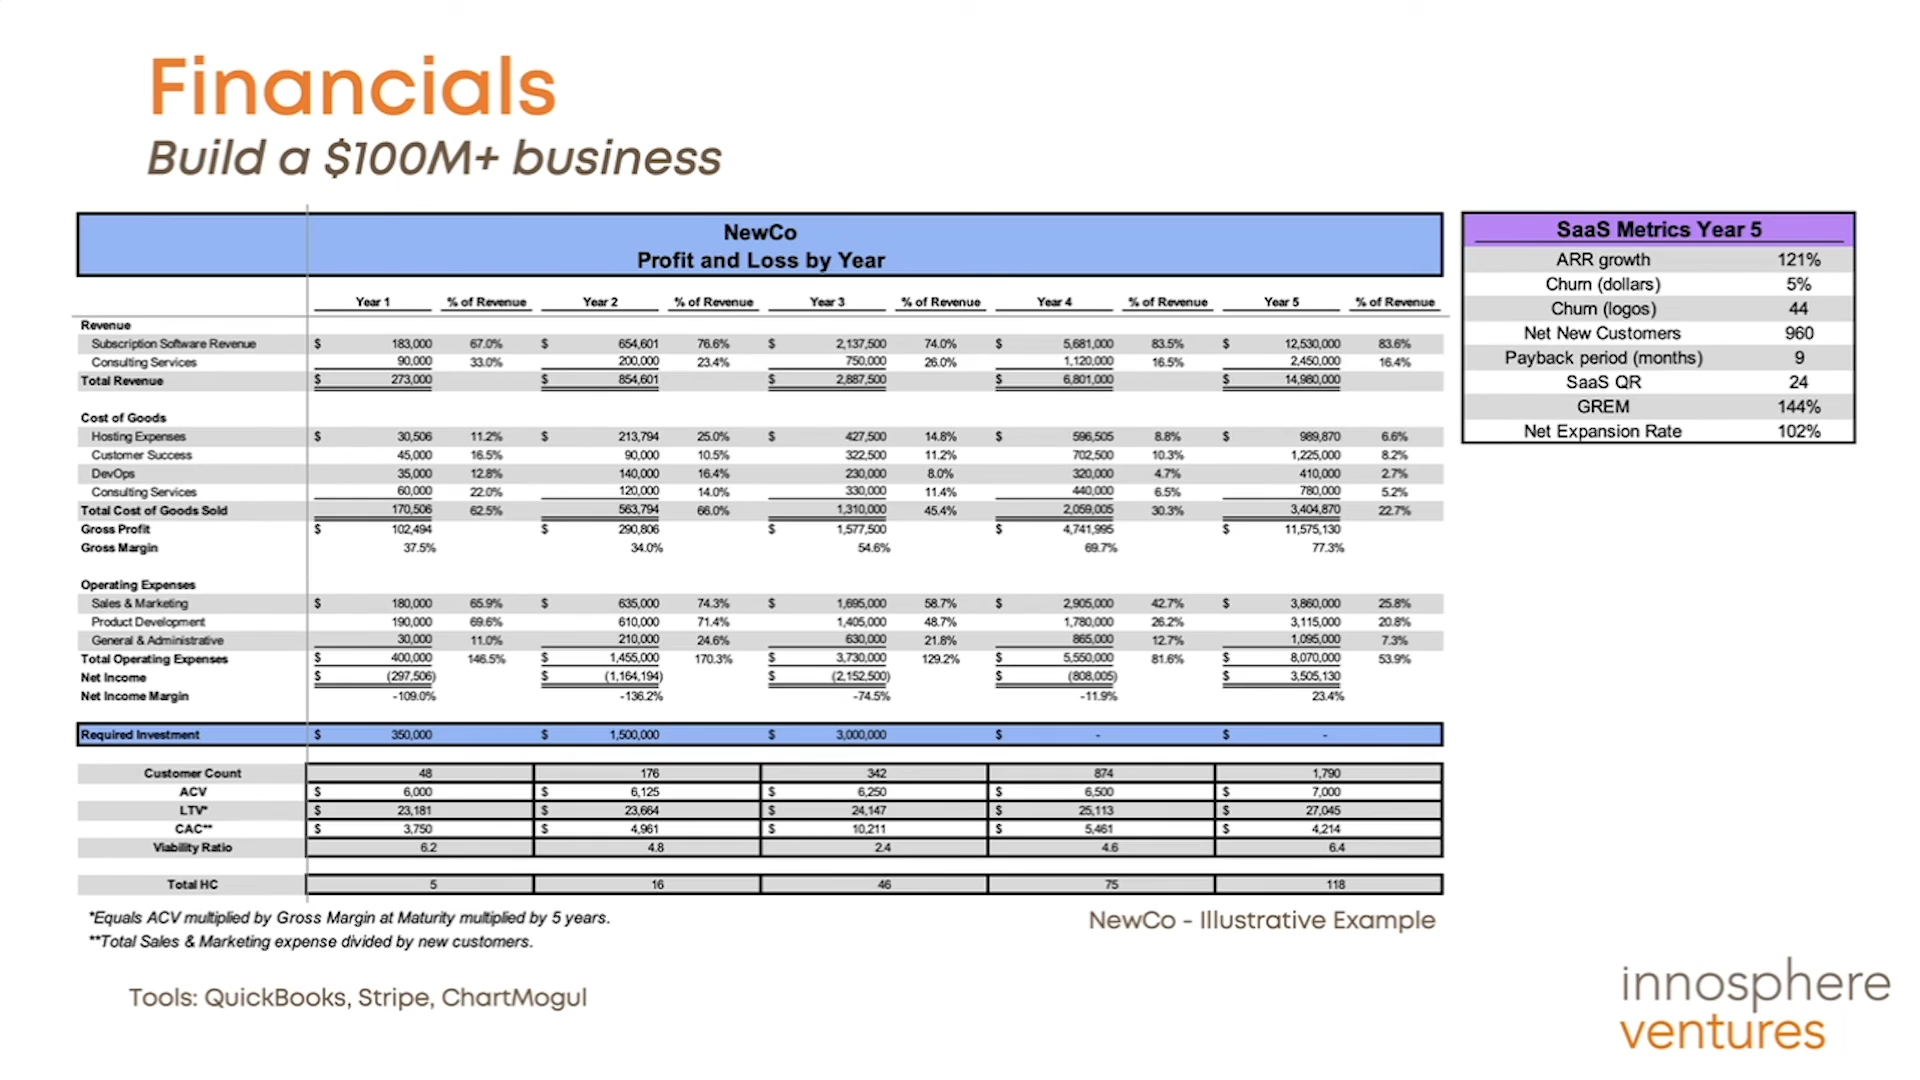 Financials
Build a $100M+ business
NewCo
Profit and Loss by Year
Year 1 % of Revenue Year 2 % of Revenue Year 3 % of Revenue Year 4 % of Revenue Year 5 % of Revenue
Revenue
Subscription Software Revenue $ 183,000 67.0% $ 654,601 76.6% $ 2,137,500 74.0% $ 5,681,000 83.5% $ 12,530,000 83.6%
Consulting Services 90,000 33.0% 200,000 23.4% 750,000 26.0% 1,120,000 16.5% 2,450,000 16.4%
Total Revenue $ 273,000 $ 854,601 $ 2,887,500 $ 6,801,000 $ 14,980,000
Cost of Goods
Hosting Expenses $ 30,506 11.2% $ 213,794 25.0% $ 427,500 14.8% $ 596,505 8.8% $ 989,870 6.6%
Customer Success 45,000 16.5% 90,000 10.5% 322,500 11.2% 702,500 10.3% 1,225,000 8.2%
DevOps 35,000 12.8% 140,000 16.4% 230,000 8.0% 320,000 4.7% 410,000 2.7%
Consulting Services 60,000 22.0% 120,000 14.0% 330,000 11.4% 440,000 6.5% 780,000 5.2%
Total Cost of Goods Sold 170,506 62.5% 563,794 66.0% 1,310,000 45.4% 2,059,005 30.3% 3,404,870 22.7%
Gross Profit $ 102,494 $ 290,806 $ 1,577,500 $ 4,741,995 $ 11,575,130
Gross Margin 37.5% 34.0% 54.6% 69.7% 77.3%
Operating Expenses
Sales & Marketing $ 180,000 65.9% $ 635,000 74.3% $ 1,695,000 58.7% $ 2,905,000 42.7% $ 3,860,000 25.8%
Product Development 190,000 69.6% 610,000 71.4% 1,405,000 48.7% 1,780,000 26.2% 3,115,000 20.8%
General & Administrative 30,000 11.0% 210,000 24.6% 630,000 21.8% 865,000 12.7% 1,095,000 7.3%
Total Operating Expenses $ 400,000 146.5% $ 1,455,000 170.3% $ 3,730,000 129.2% $ 5,550,000 81.6% $ 8,070,000 53.9%
Net Income $ (297,506) $ (1,164,194) $ (2,152,500) $ (808,005) $ 3,505,130
Net Income Margin -109.0% -136.2% -74.5% -11.9% 23.4%
Required Investment $ 350,000 $ 1,500,000 $ 3,000,000 $ - $ -
Customer Count 48 176 342 874 1,790
ACV $ 6,000 $ 6,125 $ 6,250 $ 6,500 $ 7,000
LTV* $ 23,181 $ 23,664 $ 24,147 $ 25,113 $ 27,045
CAC** $ 3,750 $ 4,961 $ 10,211 $ 5,461 $ 4,214
Viability Ratio 6.2 4.8 2.4 4.6 6.4
Total HC 5 16 46 75 118
*Equals ACV multiplied by Gross Margin at Maturity multiplied by 5 years.
**Total Sales & Marketing expense divided by new customers.
NewCo - Illustrative Example
SaaS Metrics Year 5
ARR growth 121%
Churn (dollars) 5%
Churn (logos) 44
Net New Customers 960
Payback period (months) 9
SaaS QR 24
GREM 144%
Net Expansion Rate 102%
Tools: QuickBooks, Stripe, ChartMogul
innosphere
ventures